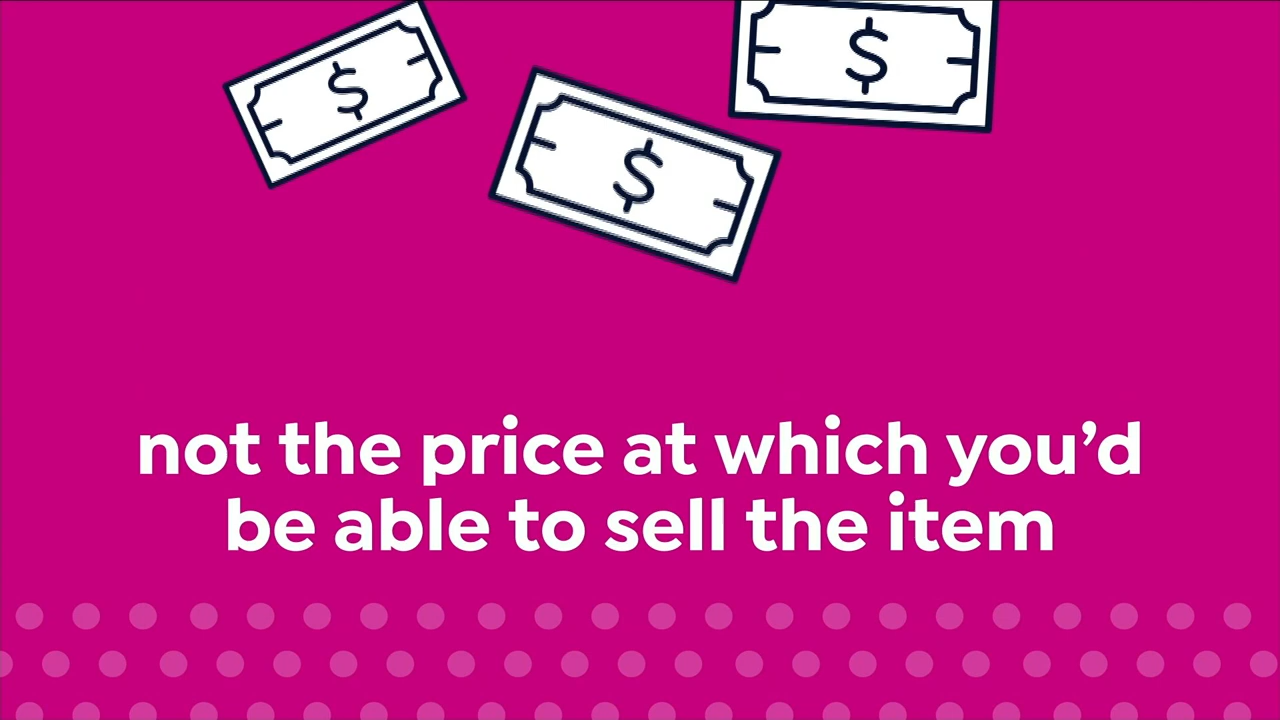 $
$
$
not the price at which you’d
be able to sell the item